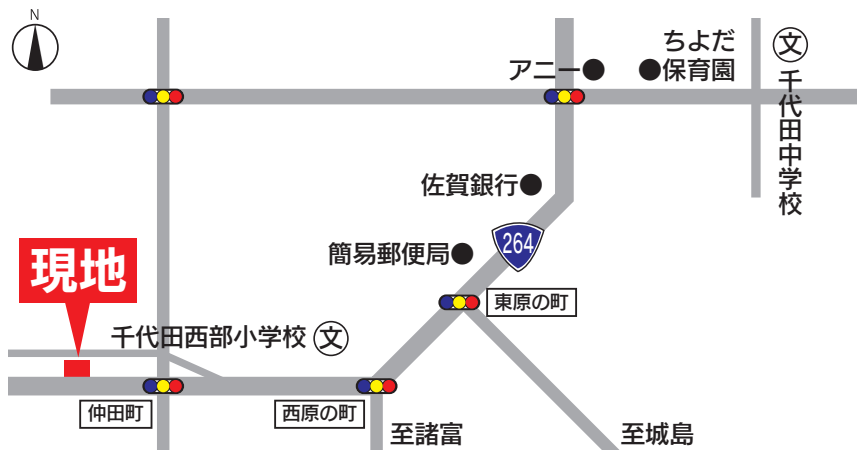 N
アニー
ちよだ
保育園
文
千代田中学校
佐賀銀行
簡易郵便局
264
現地
東原の町
千代田西部小学校
文
仲田町
西原の町
至諸富
至城島